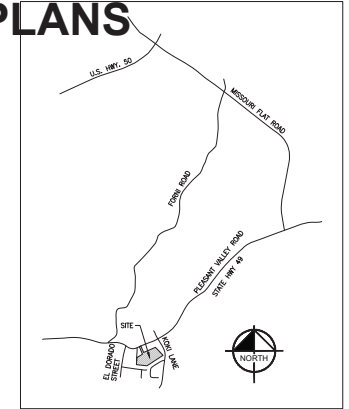 PLANS
U.S. HWY. 50
MISSOURI FLAT ROAD
FORNI ROAD
PLEASANT VALLEY ROAD
STATE HWY 49
SITE
EL DORADO
STREET
KOKI LANE
NORTH